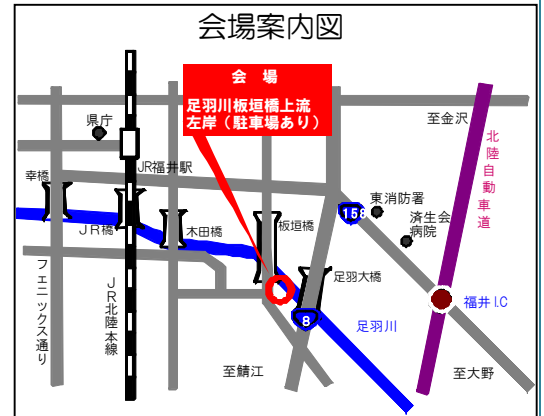 会場案内図
会　場
足羽川板垣橋上流
左岸（駐車場あり）
県庁
至金沢
北陸自動車道
JR福井駅
幸橋
東消防署
158
済生会
病院
ＪＲ橋
木田橋
板垣橋
足羽大橋
フェニックス通り
ＪＲ北陸本線
福井 I.C
8
足羽川
至鯖江
至大野